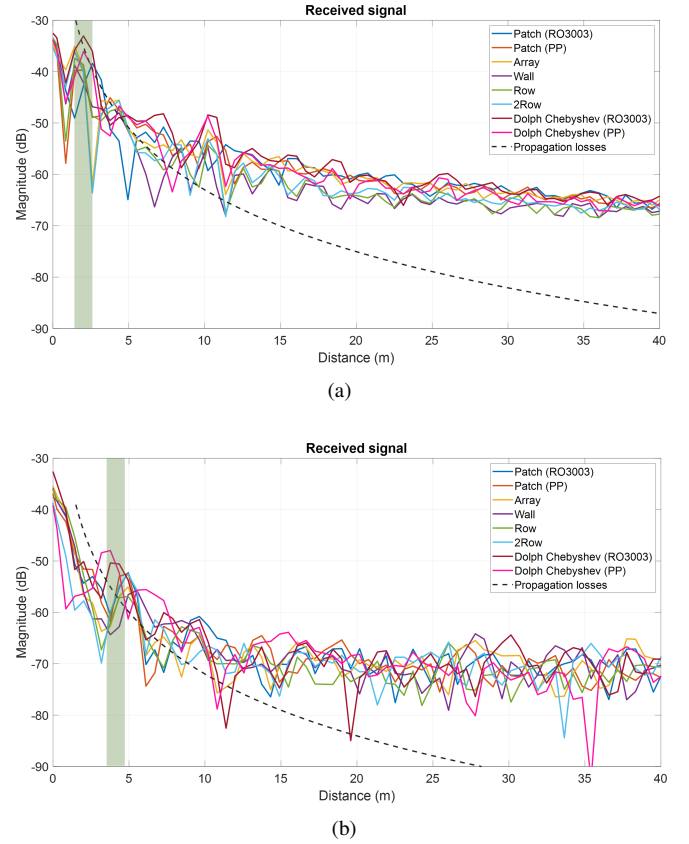 Received signal
-30
-40
-50
-60
-70
-80
-90
Magnitude (dB)
0 5 10 15 20 25 30 35 40
Distance (m)
Patch (RO3003)
Patch (PP)
Array
Wall
Row
2Row
Dolph Chebyshev (RO3003)
Dolph Chebyshev (PP)
Propagation losses
(a)
Received signal
-30
-40
-50
-60
-70
-80
-90
Magnitude (dB)
0 5 10 15 20 25 30 35 40
Distance (m)
Patch (RO3003)
Patch (PP)
Array
Wall
Row
2Row
Dolph Chebyshev (RO3003)
Dolph Chebyshev (PP)
Propagation losses
(b)